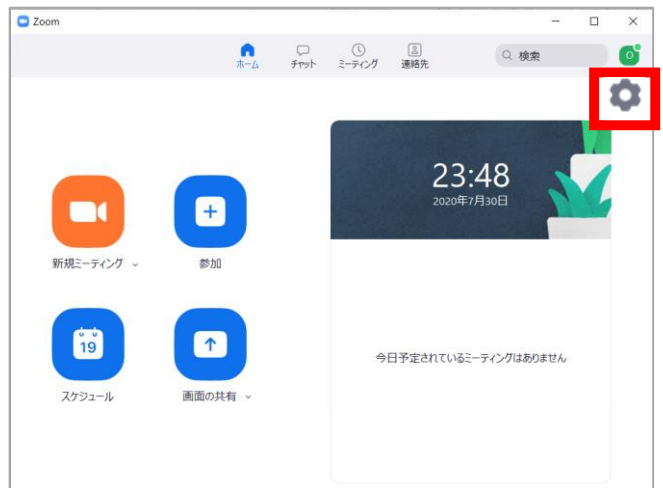 Zoom
ホーム
チャット
ミーティング
連絡先
検索
O
23:48
2020年7月30日
新規ミーティング
参加
19
スケジュール
画面の共有
今日予定されているミーティングはありません